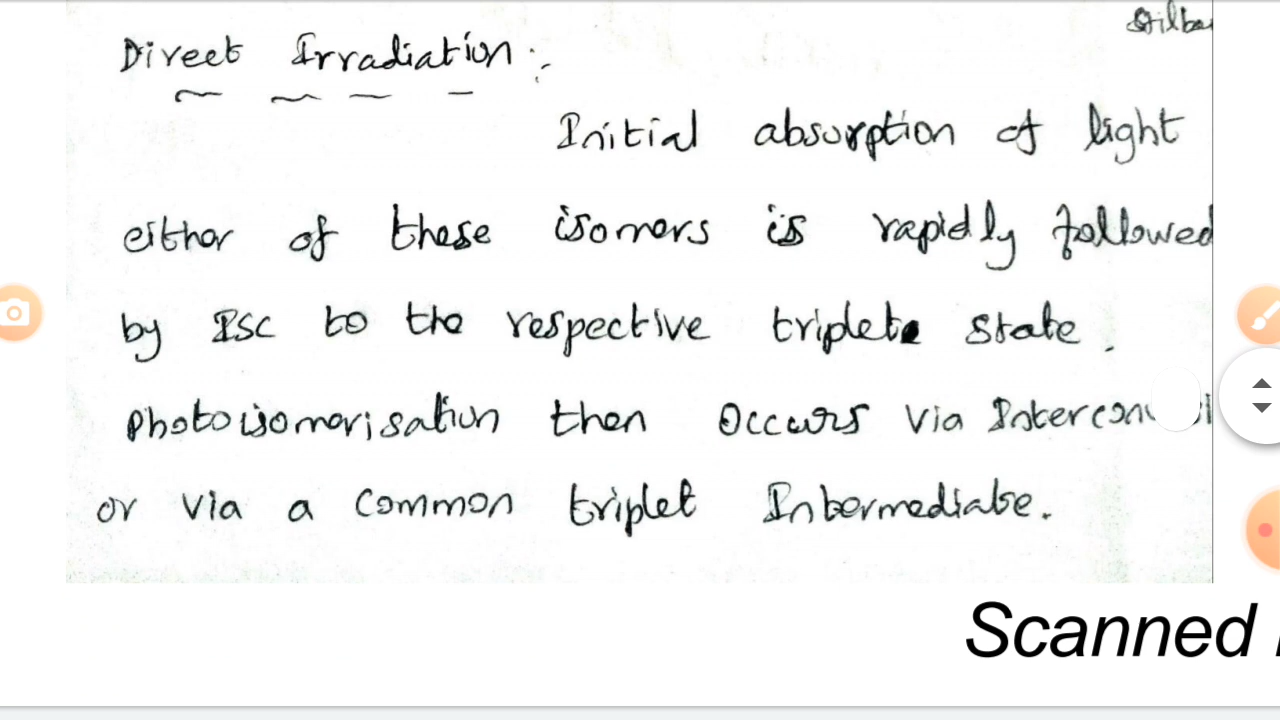 Stilbe
Direct Irradiation :-
Initial absorption of light
either of these isomers is rapidly followed
by ISC to the respective triplet state.
Photoisomerisation then occurs via
or via a common triplet Intermediate.
Scanned